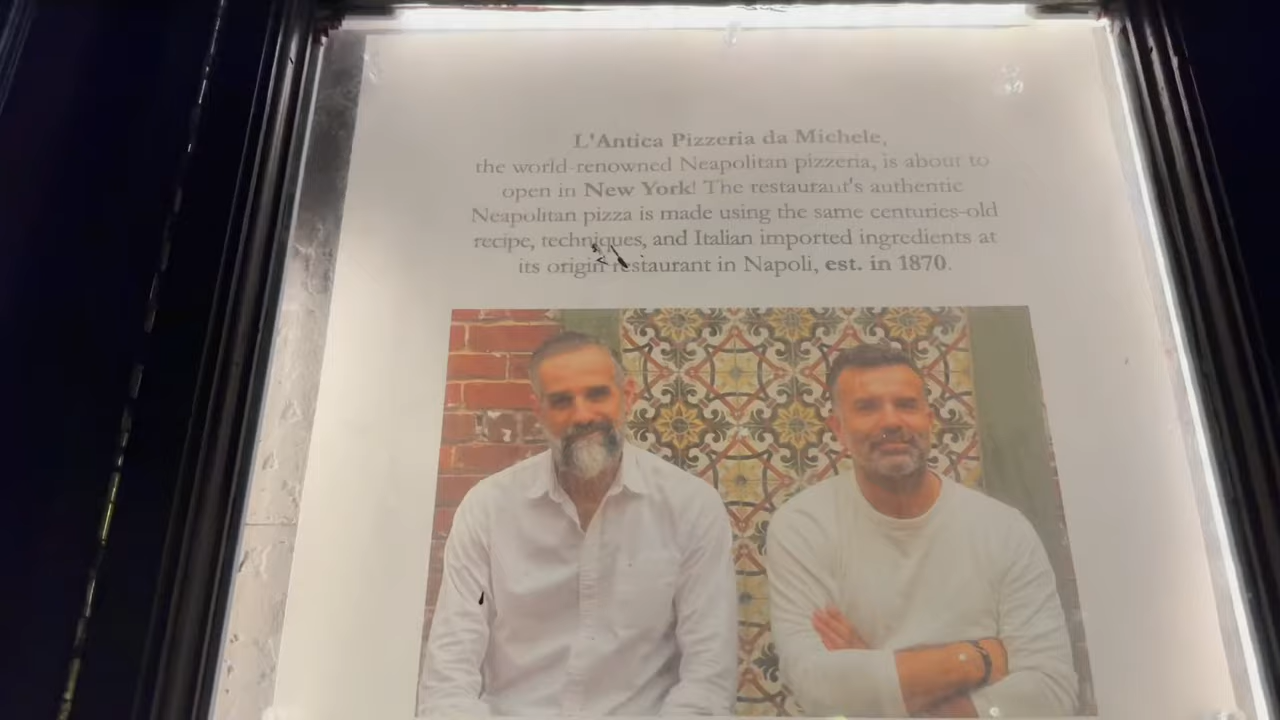 L'Antica Pizzeria da Michele,
the world-renowned Neapolitan pizzeria, is about to
open in New York! The restaurant's authentic
Neapolitan pizza is made using the same centuries-old
recipe, techniques, and Italian imported ingredients at
its origin restaurant in Napoli, est. in 1870.